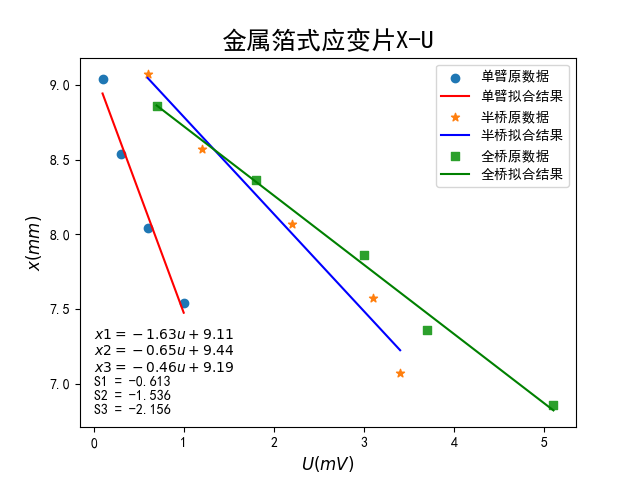 金属箔式应变片X-U
单臂原数据
单臂拟合结果
半桥原数据
半桥拟合结果
全桥原数据
全桥拟合结果
9.0
8.5
8.0
7.5
7.0
x(mm)
x1 = −1.63u + 9.11
x2 = −0.65u + 9.44
x3 = −0.46u + 9.19
S1 = -0.613
S2 = -1.536
S3 = -2.156
0 1 2 3 4 5
U(mV)